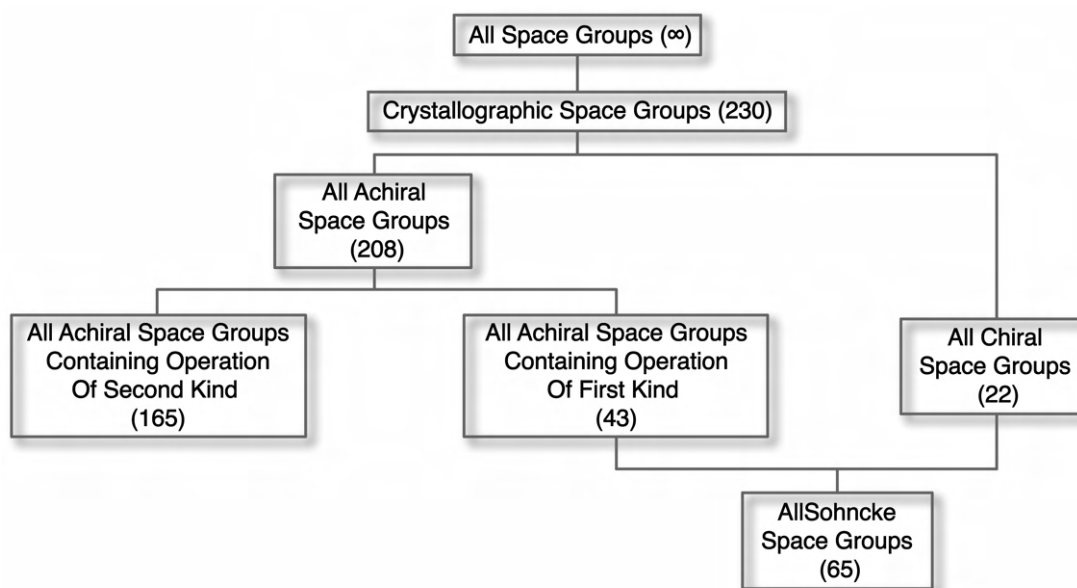 All Space Groups (∞)
Crystallographic Space Groups (230)
All Achiral
Space Groups
(208)
All Achiral Space Groups
Containing Operation
Of Second Kind
(165)
All Achiral Space Groups
Containing Operation
Of First Kind
(43)
All Chiral
Space Groups
(22)
AllSohncke
Space Groups
(65)